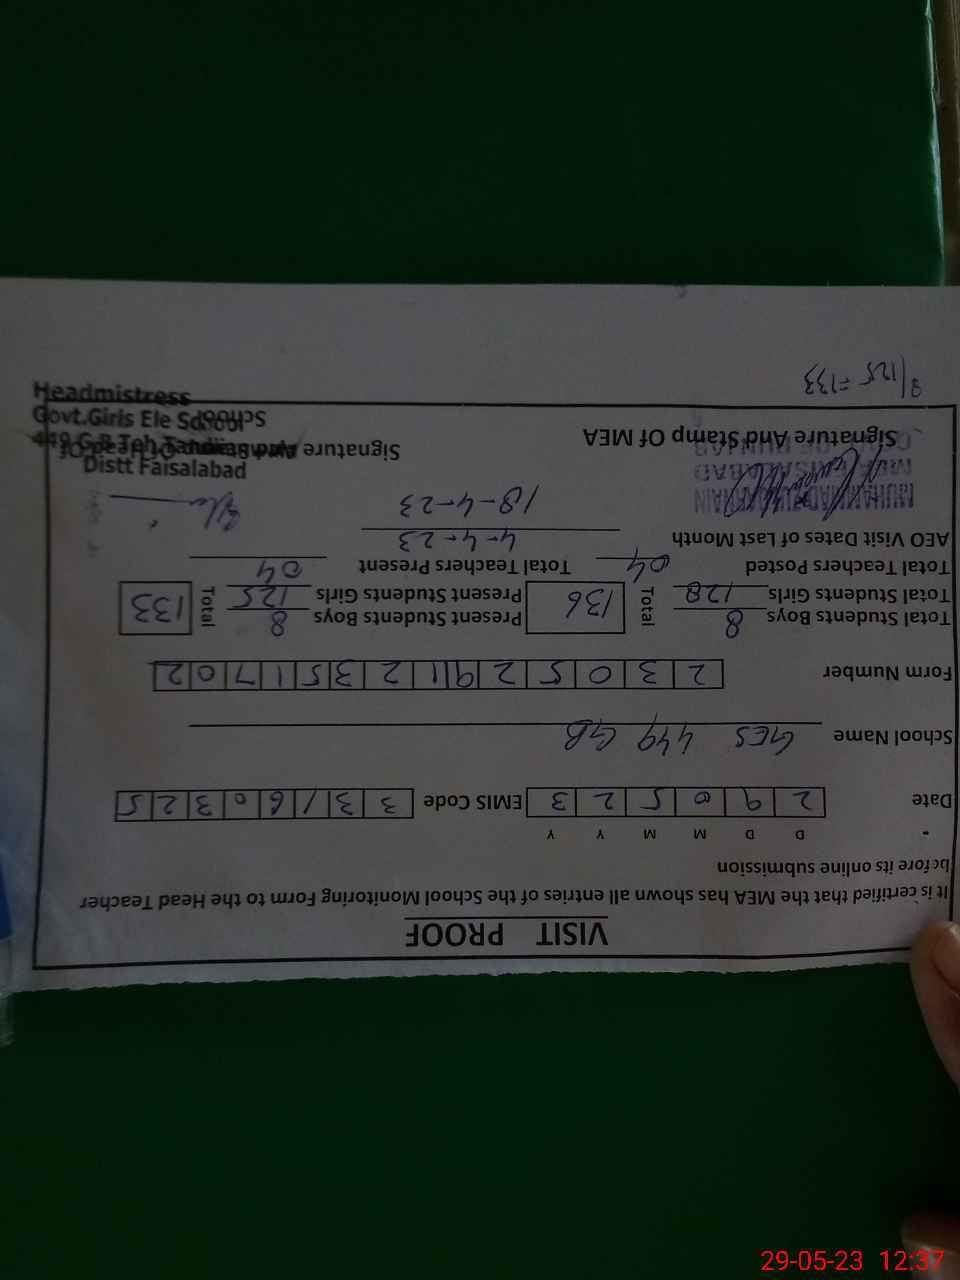 VISIT PROOF
It is certified that the MEA has shown all entries of the School Monitoring Form to the Head Teacher
before its online submission
D D M M Y Y
Date 2 9 0 5 2 3 EMIS Code 3 3 1 6 0 3 2 5
School Name GES 449 GB
Form Number 2 3 0 5 2 9 1 2 3 5 1 7 0 2
Total Students Boys 8 Total 136 Present Students Boys 8 Total 133
Total Students Girls 128 Present Students Girls 125
Total Teachers Posted 04 Total Teachers Present 04
AEO Visit Dates of Last Month 4-4-23
18-4-23
MUHAMMAD
MEA FAISALABAD
Signature And Stamp Of MEA Signature
8/125=133
Headmistress
Govt.Girls Ele School
449 G.B Teh
Distt Faisalabad
29-05-23 12:37